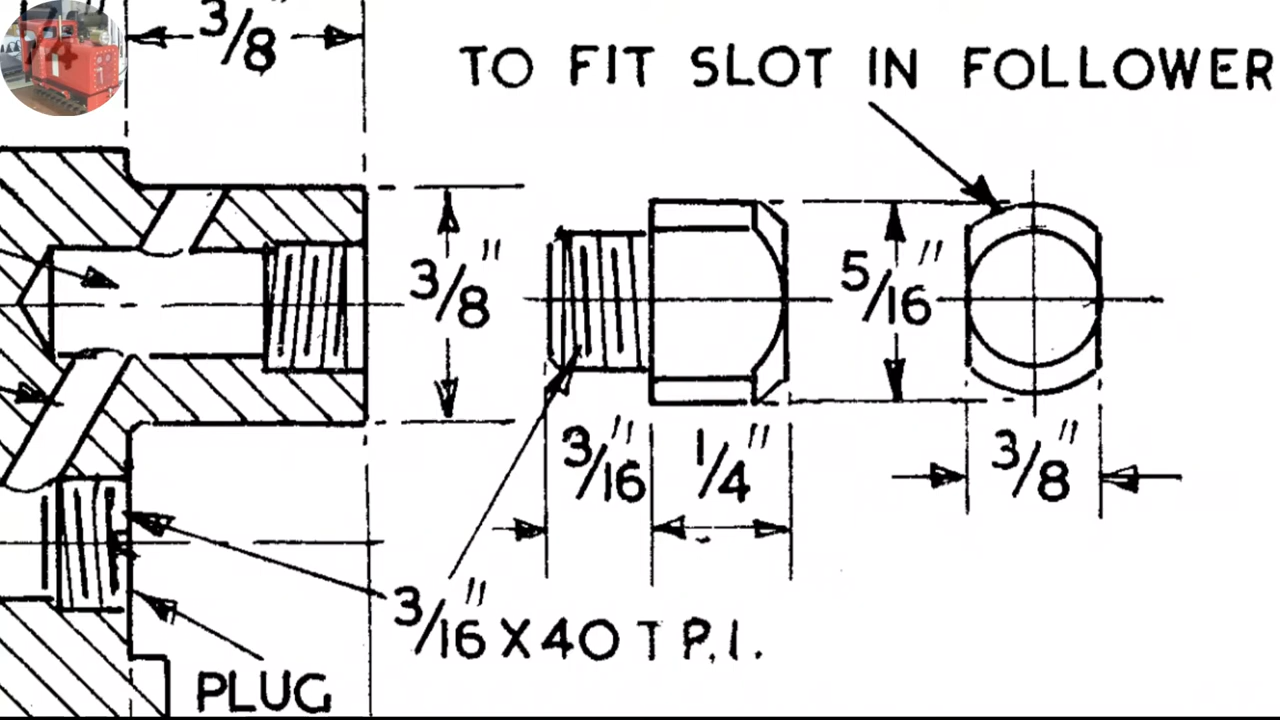 3/8"
TO FIT SLOT IN FOLLOWER
3/8"
5/16"
3/16"
1/4"
3/8"
3/16" X 40 T P.I.
PLUG